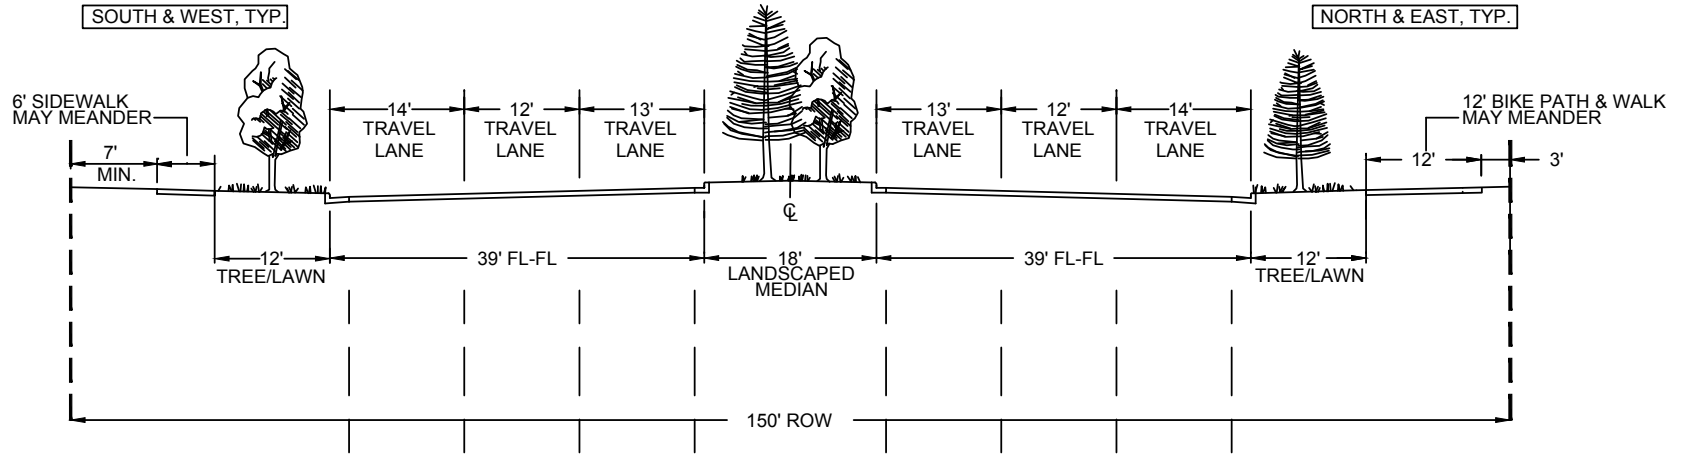 SOUTH & WEST, TYP.
NORTH & EAST, TYP.
6' SIDEWALK
MAY MEANDER
14'
TRAVEL
LANE
12'
TRAVEL
LANE
13'
TRAVEL
LANE
13'
TRAVEL
LANE
12'
TRAVEL
LANE
14'
TRAVEL
LANE
12' BIKE PATH & WALK
MAY MEANDER
7'
MIN.
12'
3'
CL
12'
TREE/LAWN
39' FL-FL
18'
LANDSCAPED
MEDIAN
39' FL-FL
12'
TREE/LAWN
150' ROW